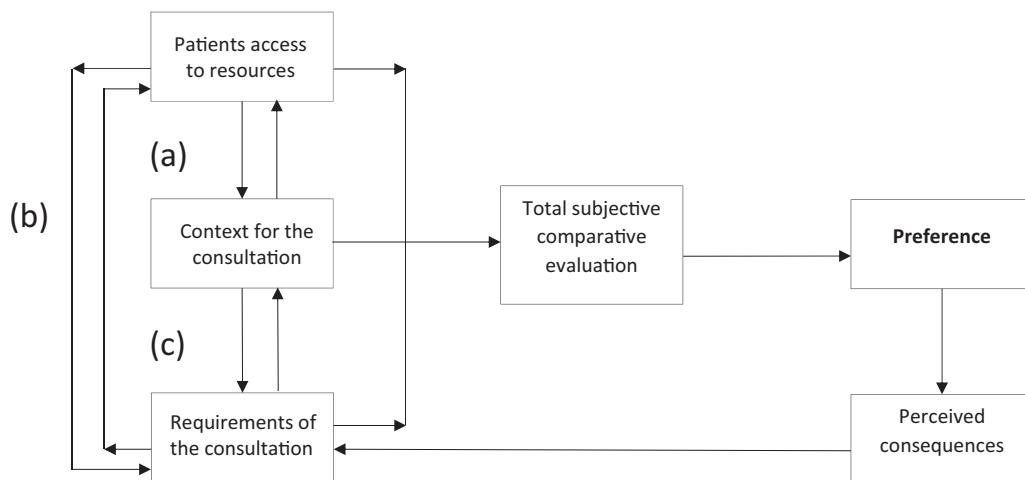 Patients access
to resources
(a)
(b)
Context for the
consultation
Total subjective
comparative
evaluation
Preference
(c)
Requirements of
the consultation
Perceived
consequences